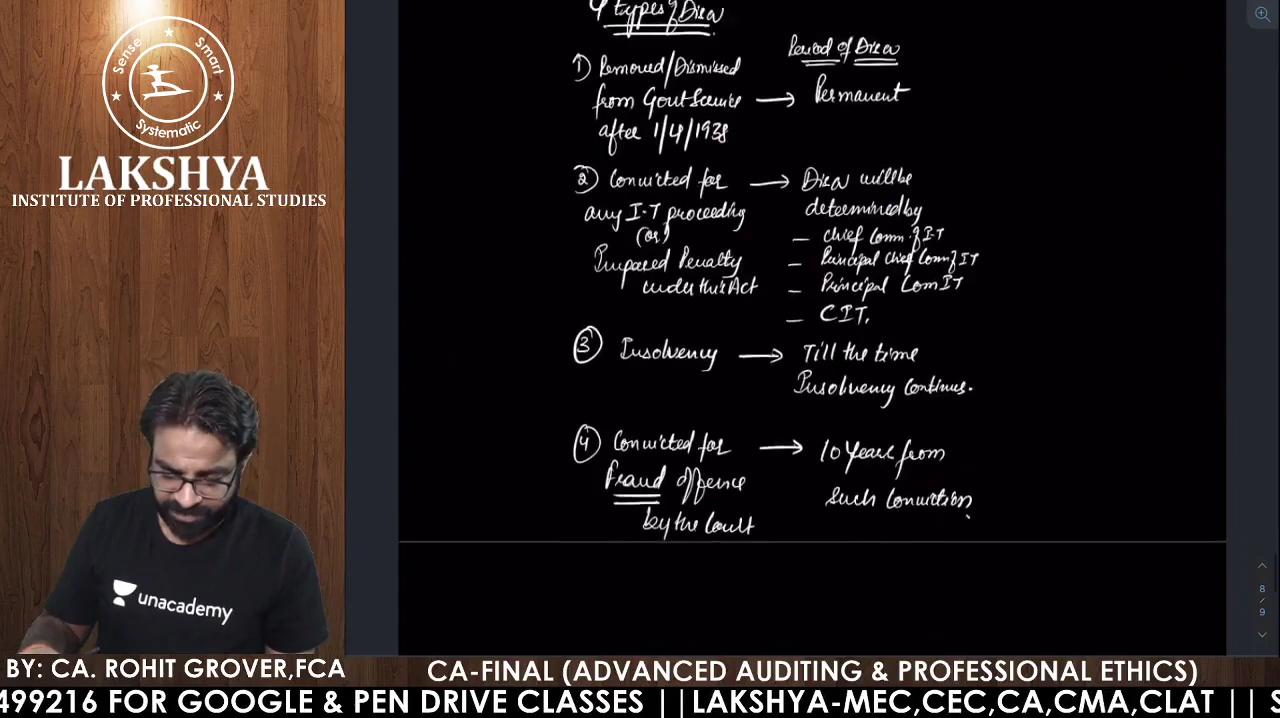 4 types of Disq
Period of Disq
1) Removed/Dismissed
from Govt Service → Permanent
after 1/4/1938
2) Convicted for → Disq will be
any I.T proceeding determined by
(or) – Chief Comm. of I.T
Imposed Penalty – Principal Chief Comm of IT
under this Act – Principal Com IT
– CIT.
3) Insolvency → Till the time
Insolvency continues.
4) Convicted for → 10 Years from
Fraud offence such conviction.
by the Court
Sense
Smart
Systematic
LAKSHYA
INSTITUTE OF PROFESSIONAL STUDIES
unacademy
8
/
9
BY: CA. ROHIT GROVER,FCA
CA-FINAL (ADVANCED AUDITING & PROFESSIONAL ETHICS)
499216 FOR GOOGLE & PEN DRIVE CLASSES ||LAKSHYA-MEC,CEC,CA,CMA,CLAT || S